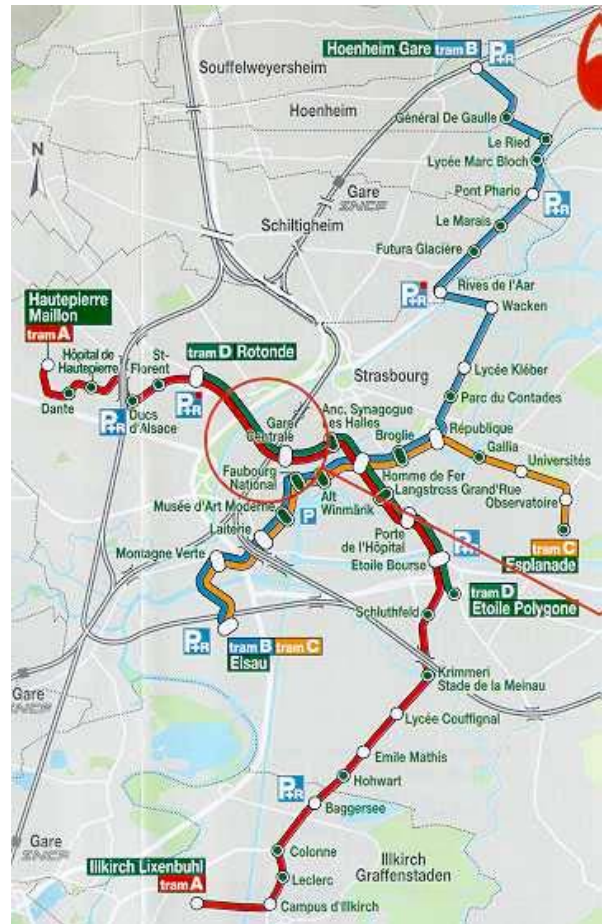 Hoenheim Gare tram B
P+R
Souffelweyersheim
Hoenheim
Général De Gaulle
Le Ried
Lycée Marc Bloch
N
Gare
SNCF
Pont Phario
P+R
Schiltigheim
Le Marais
Futura Glacière
Hautepierre
Maillon
tram A
P+R
Rives de l'Aar
Wacken
Hôpital de
Hautepierre
St-
Florent
tram D Rotonde
Strasbourg
Lycée Kléber
Dante
P+R
Ducs
d'Alsace
P+R
Gare
Centrale
Anc. Synagogue
Les Halles
Parc du Contades
Broglie
République
Gallia
Universités
Faubourg
National
Homme de Fer
Langstross Grand'Rue
Observatoire
Musée d'Art Moderne
P
Alt
Winmärik
Laiterie
Porte
de l'Hôpital
Montagne Verte
Etoile Bourse
tram C
Esplanade
tram D
Etoile Polygone
P+R
tram B tram C
Elsau
Schluthfeld
Krimmeri
Stade de la Meinau
Gare
SNCF
Lycée Couffignal
Emile Mathis
Hohwart
P+R
Baggersee
Gare
SNCF
Colonne
Illkirch
Graffenstaden
Illkirch Lixenbuhl
tram A
Leclerc
Campus d'Illkirch